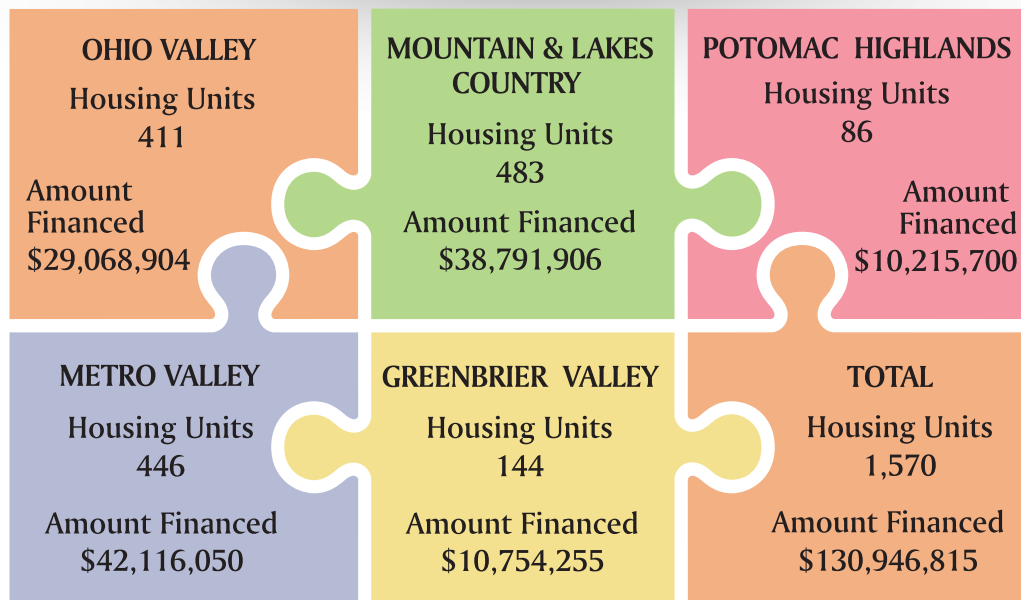 OHIO VALLEY
Housing Units
411
Amount
Financed
$29,068,904
MOUNTAIN & LAKES
COUNTRY
Housing Units
483
Amount Financed
$38,791,906
POTOMAC HIGHLANDS
Housing Units
86
Amount
Financed
$10,215,700
METRO VALLEY
Housing Units
446
Amount Financed
$42,116,050
GREENBRIER VALLEY
Housing Units
144
Amount Financed
$10,754,255
TOTAL
Housing Units
1,570
Amount Financed
$130,946,815